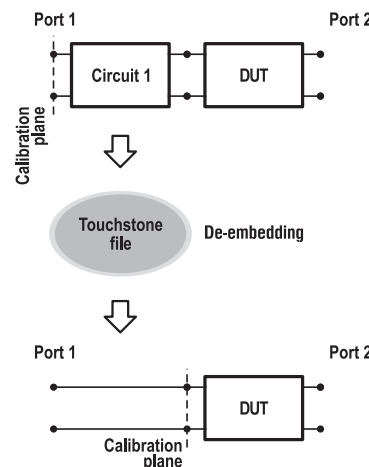 Port 1
Port 2
Circuit 1
DUT
Calibration
plane
Touchstone
file
De-embedding
Port 1
Port 2
DUT
Calibration
plane